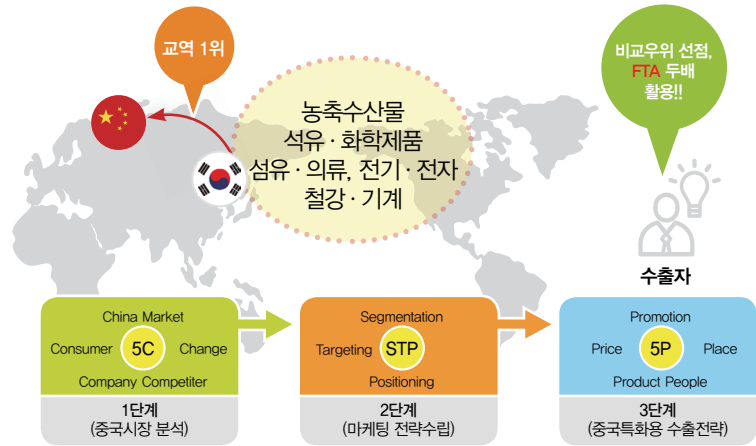 교역 1위
비교우위 선점,
FTA 두배
활용!!
농축수산물
석유 · 화학제품
섬유 · 의류, 전기 · 전자
철강 · 기계
수출자
China Market
Consumer 5C Change
Company Competiter
1단계
(중국시장 분석)
Segmentation
Targeting STP
Positioning
2단계
(마케팅 전략수립)
Promotion
Price 5P Place
Product People
3단계
(중국특화용 수출전략)